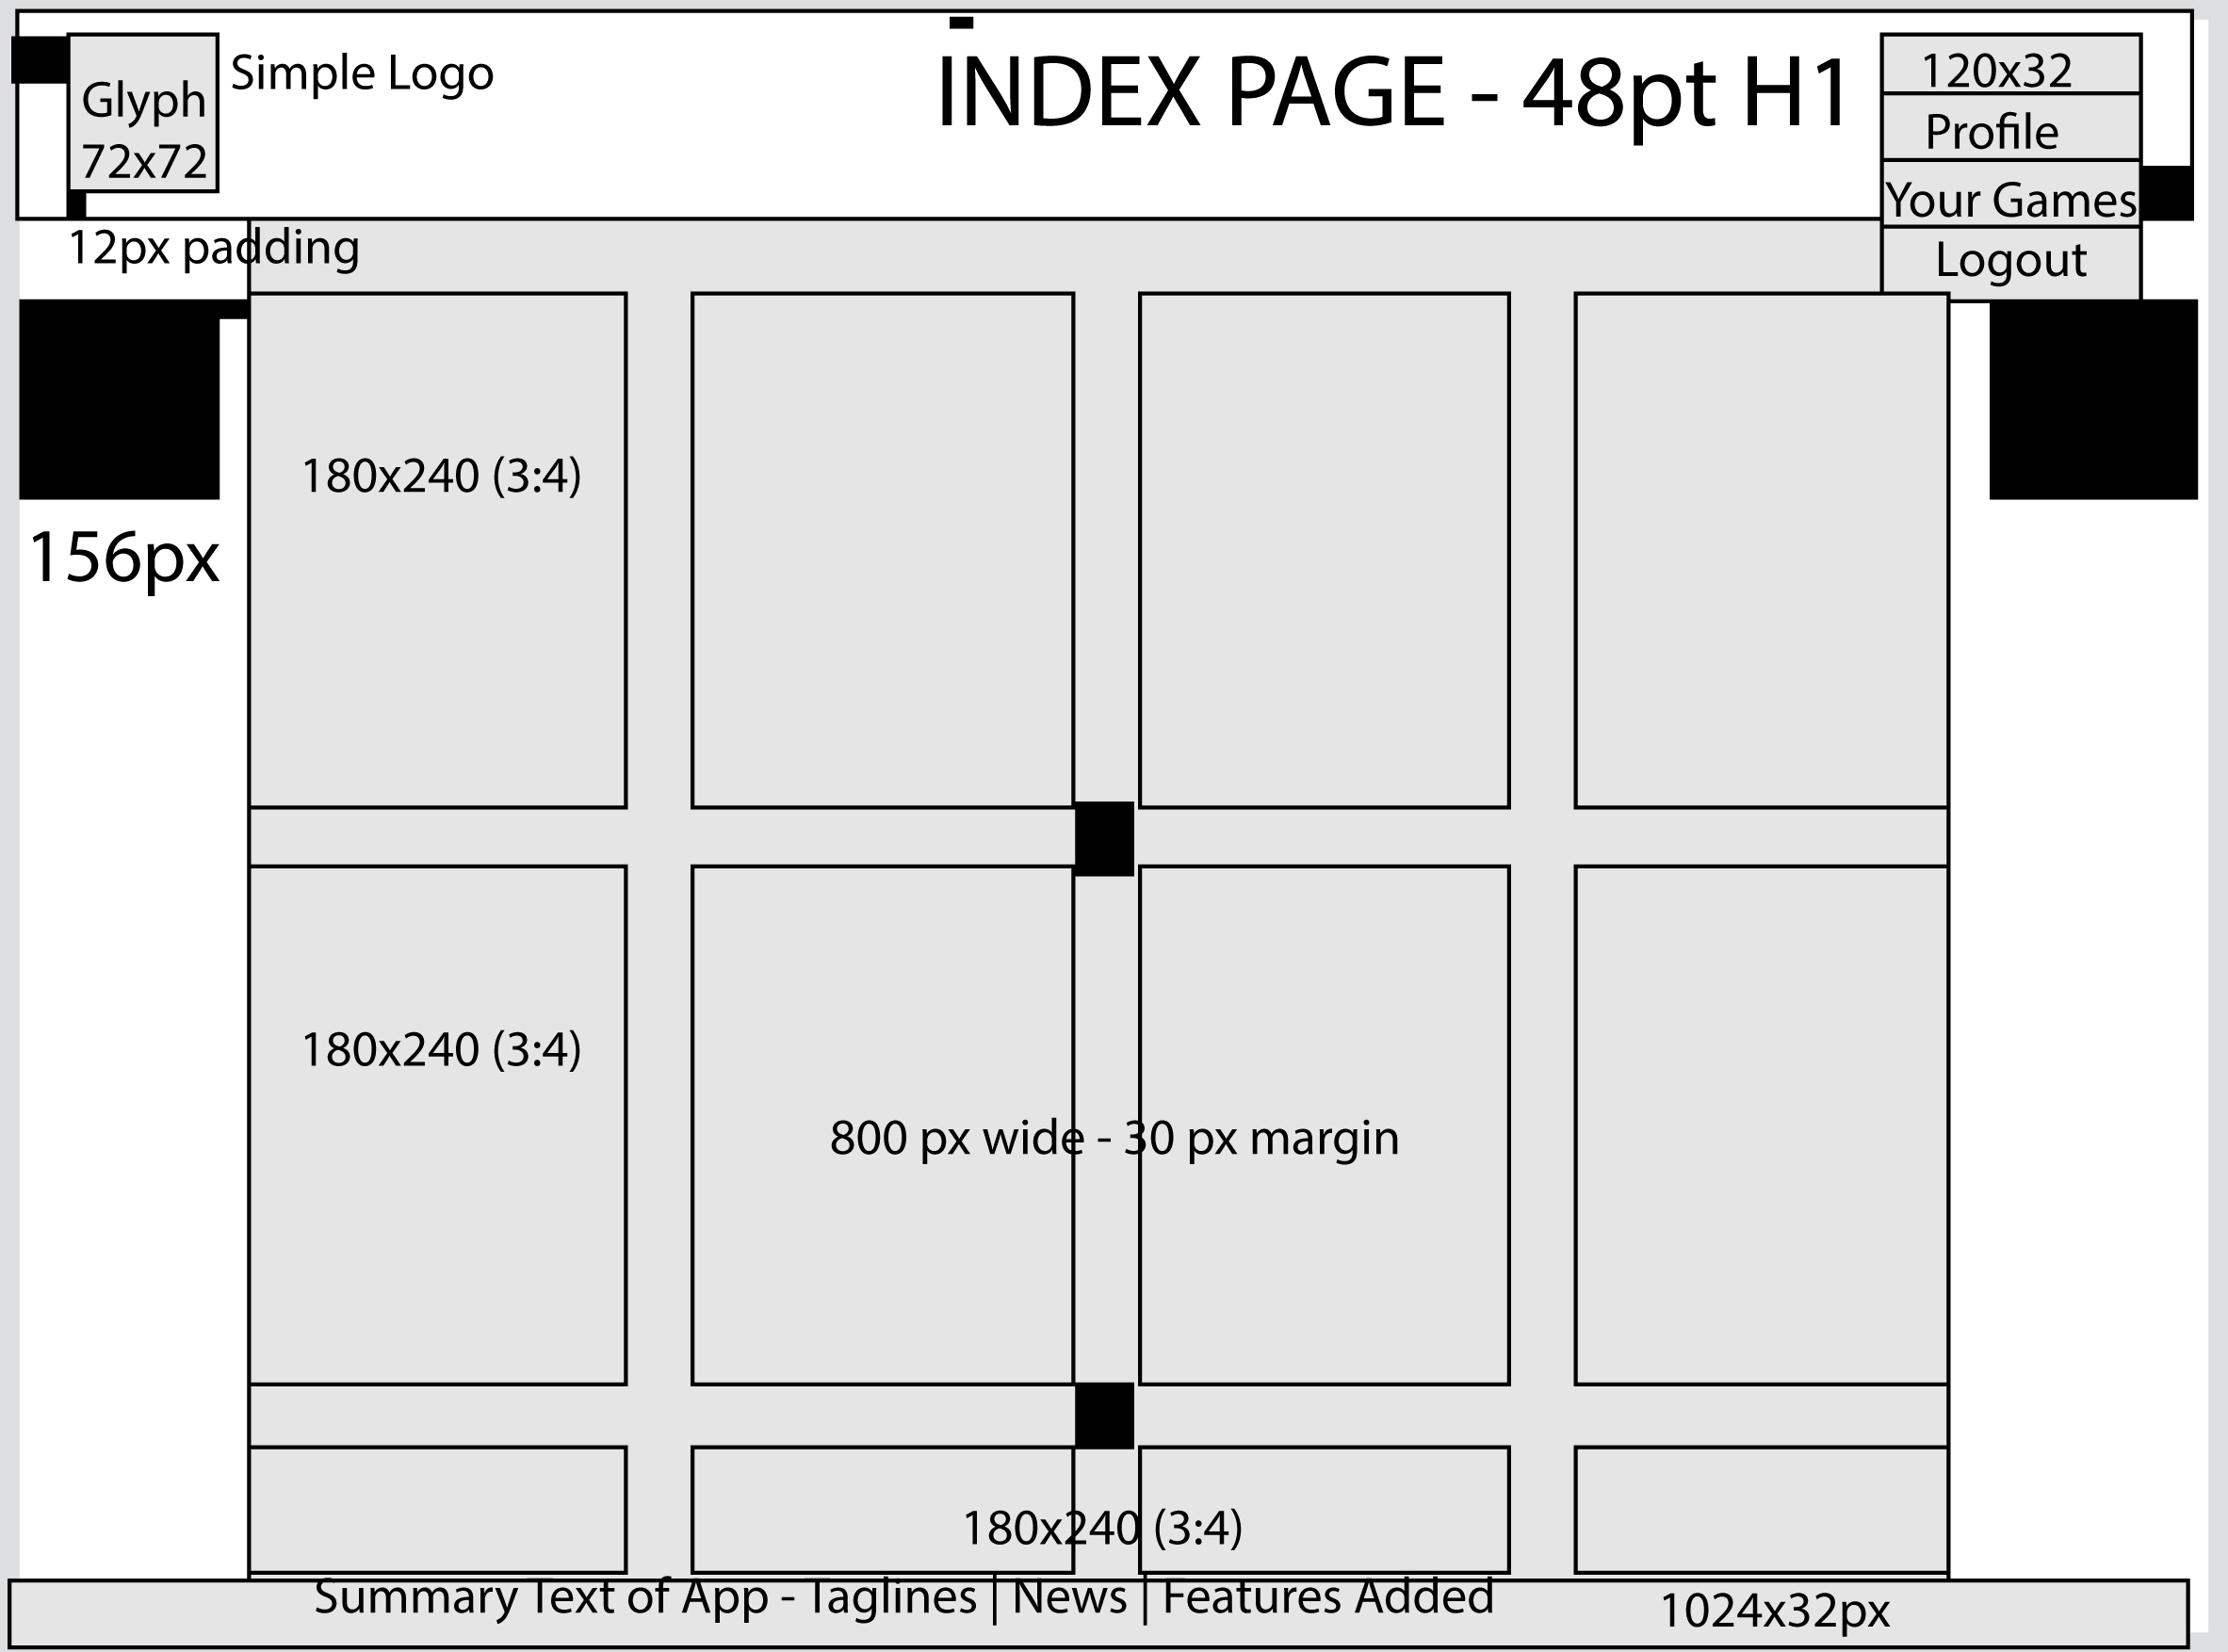 Simple Logo
INDEX PAGE - 48pt H1
Glyph
72x72
120x32
Profile
Your Games
Logout
12px padding
156px
180x240 (3:4)
180x240 (3:4)
800 px wide - 30 px margin
180x240 (3:4)
Summary Text of App - Taglines | News | Features Added
1024x32px